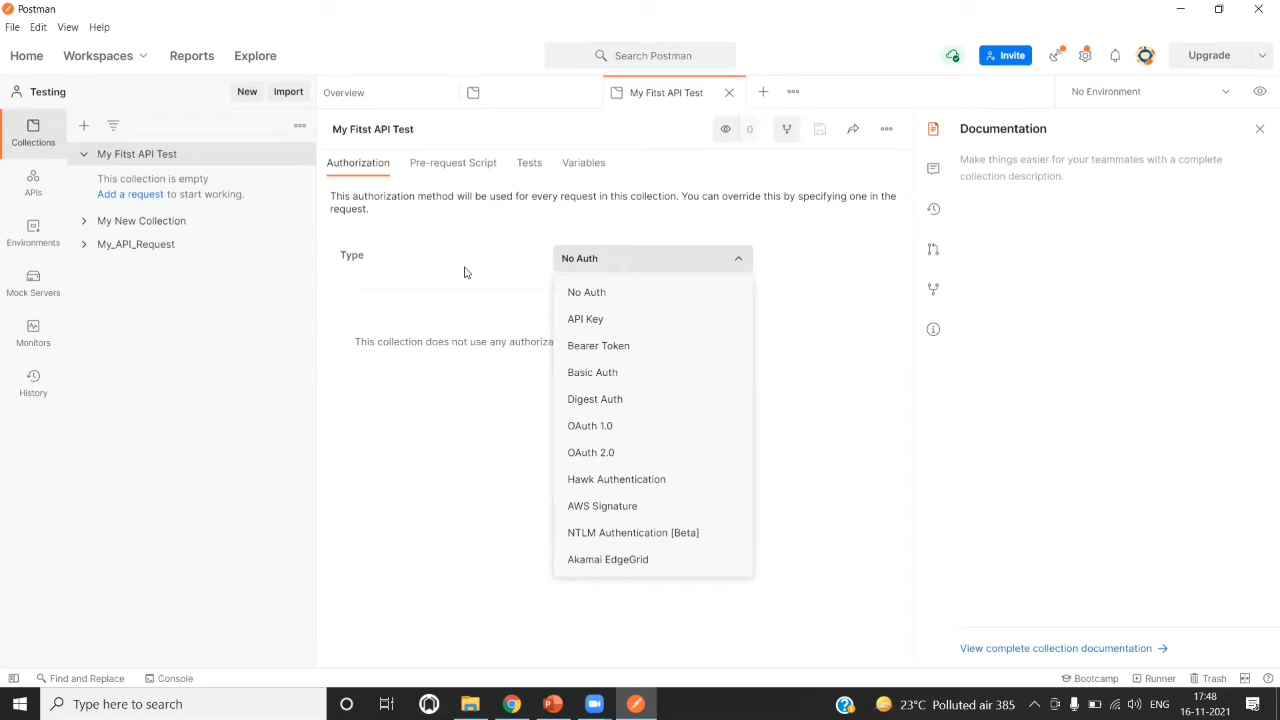 Postman
File Edit View Help
Home Workspaces Reports Explore
Search Postman
Invite
Upgrade
Testing
New Import
Overview
My Fitst API Test
No Environment
Collections
My Fitst API Test
This collection is empty
Add a request to start working.
My New Collection
My_API_Request
APIs
Environments
Mock Servers
Monitors
History
My Fitst API Test
0
Authorization Pre-request Script Tests Variables
This authorization method will be used for every request in this collection. You can override this by specifying one in the
request.
Type
No Auth
No Auth
API Key
Bearer Token
Basic Auth
Digest Auth
OAuth 1.0
OAuth 2.0
Hawk Authentication
AWS Signature
NTLM Authentication [Beta]
Akamai EdgeGrid
This collection does not use any authoriza
Documentation
Make things easier for your teammates with a complete
collection description.
View complete collection documentation
Find and Replace Console
Bootcamp Runner Trash
Type here to search
23°C Polluted air 385
ENG
17:48
16-11-2021